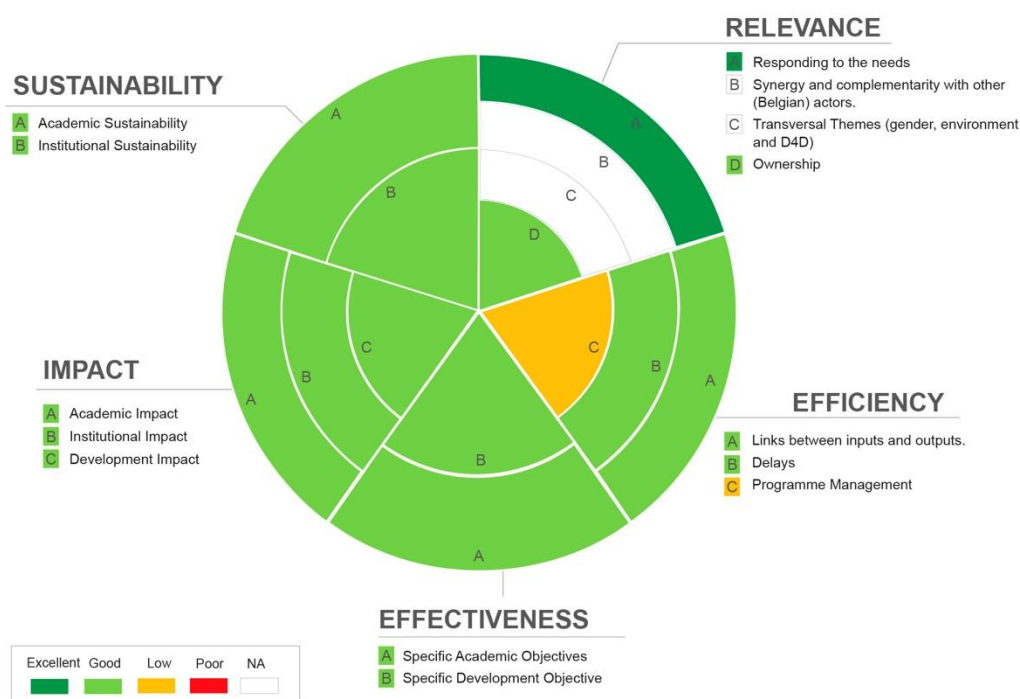 RELEVANCE
A Responding to the needs
B Synergy and complementarity with other
(Belgian) actors.
C Transversal Themes (gender, environment
and D4D)
D Ownership
SUSTAINABILITY
A Academic Sustainability
B Institutional Sustainability
A
B
A
B
C
D
IMPACT
A Academic Impact
B Institutional Impact
C Development Impact
A
B
C
C
B
A
EFFICIENCY
A Links between inputs and outputs.
B Delays
C Programme Management
B
A
EFFECTIVENESS
A Specific Academic Objectives
B Specific Development Objective
Excellent Good Low Poor NA